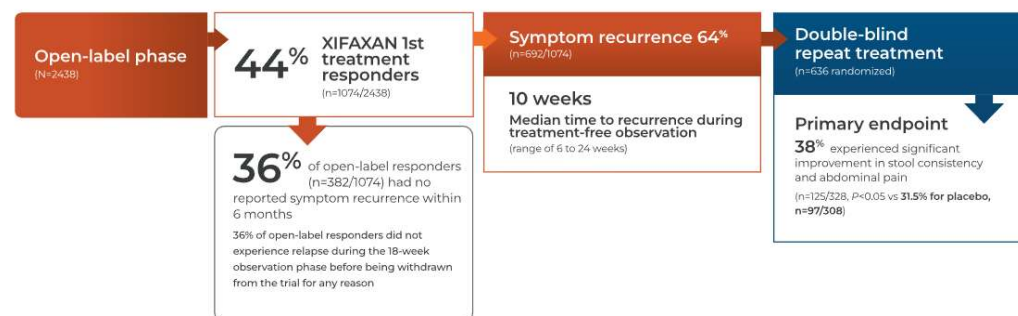 Open-label phase
(N=2438)
44%
XIFAXAN 1st
treatment
responders
(n=1074/2438)
36% of open-label responders
(n=382/1074) had no
reported symptom recurrence within
6 months
36% of open-label responders did not
experience relapse during the 18-week
observation phase before being withdrawn
from the trial for any reason
Symptom recurrence 64%
(n=692/1074)
10 weeks
Median time to recurrence during
treatment-free observation
(range of 6 to 24 weeks)
Double-blind
repeat treatment
(n=636 randomized)
Primary endpoint
38% experienced significant
improvement in stool consistency
and abdominal pain
(n=125/328, P<0.05 vs 31.5% for placebo,
n=97/308)